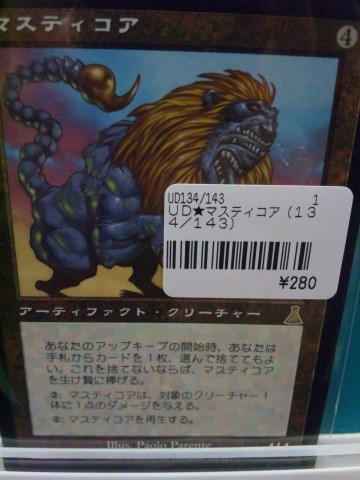 マスティコア
4
UD134/143 1
UD★マスティコア (13
4/143)
¥280
アーティファクト・クリーチャー
あなたのアップキープの開始時、あなたは
手札からカードを1枚、選んで捨ててもよ
い。これを捨てないならば、マスティコア
を生け贄に捧げる。
②: マスティコアは、対象のクリーチャー1
体に1点のダメージを与える。
②: マスティコアを再生する。
Illus. Paolo Parente
4/4